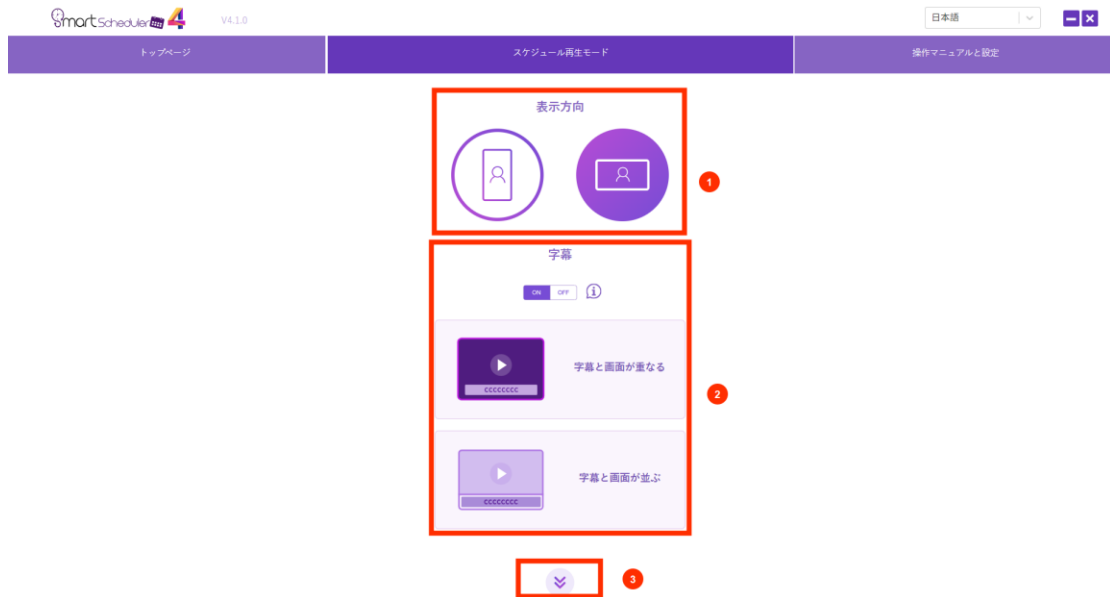 Smart Scheduler 4
V4.1.0
日本語
トップページ
スケジュール再生モード
操作マニュアルと設定
表示方向
1
字幕
ON OFF
字幕と画面が重なる
CCCCCCCC
2
字幕と画面が並ぶ
CCCCCCCC
3